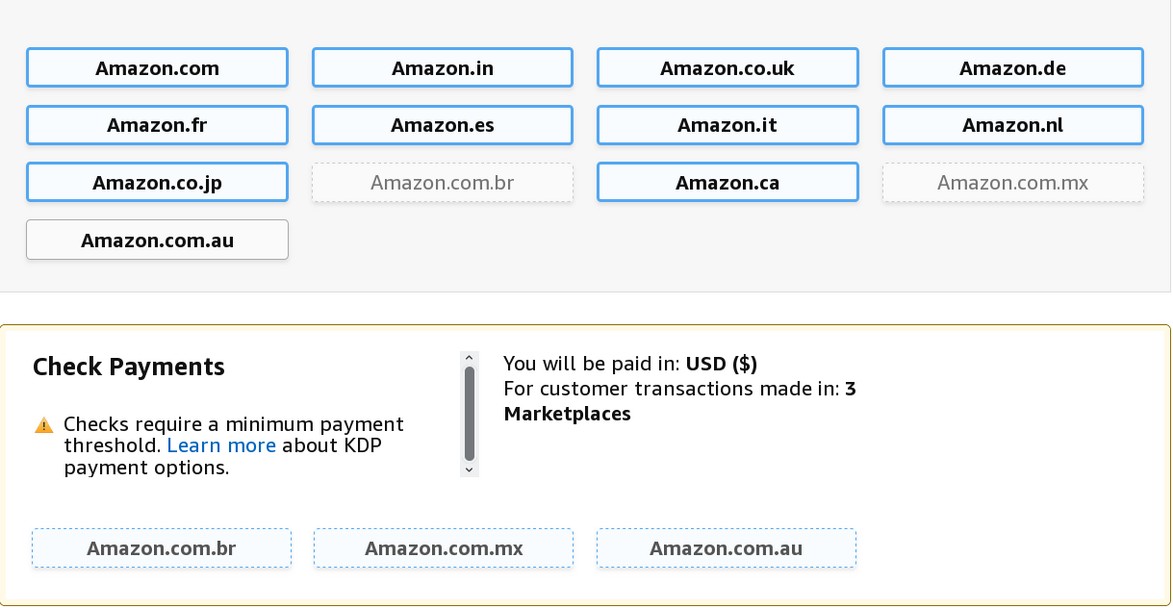 Amazon.com
Amazon.in
Amazon.co.uk
Amazon.de
Amazon.fr
Amazon.es
Amazon.it
Amazon.nl
Amazon.co.jp
Amazon.com.br
Amazon.ca
Amazon.com.mx
Amazon.com.au
Check Payments
Checks require a minimum payment
threshold. Learn more about KDP
payment options.
You will be paid in: USD ($)
For customer transactions made in: 3
Marketplaces
Amazon.com.br
Amazon.com.mx
Amazon.com.au